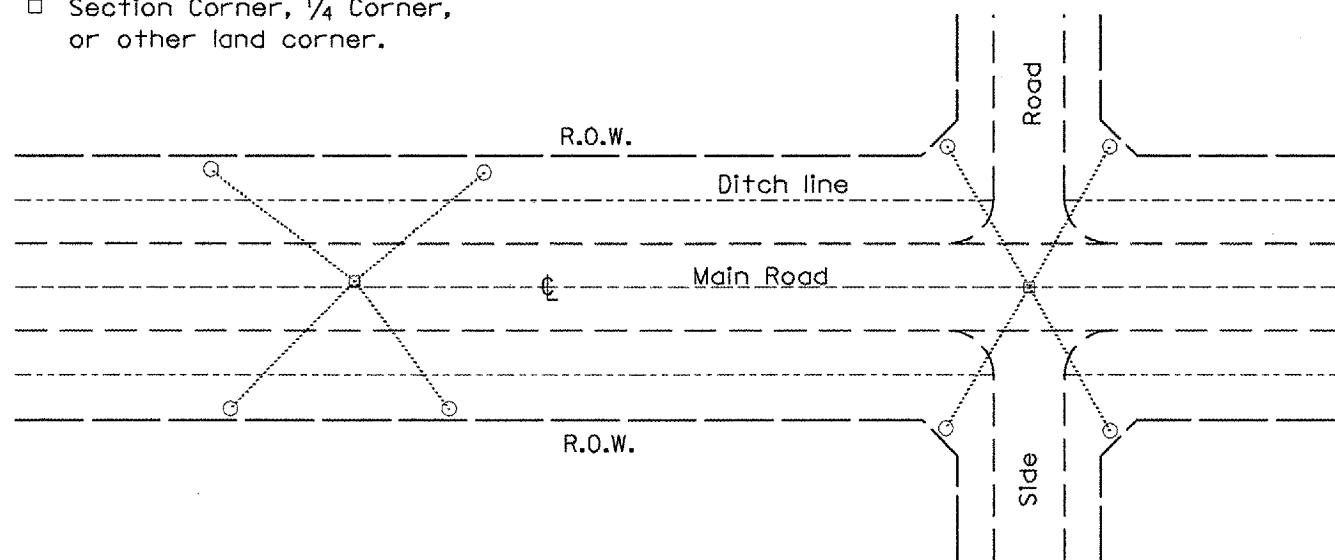 □ Section Corner, 1/4 Corner,
or other land corner.
Road
R.O.W.
Ditch line
Main Road
℄
R.O.W.
Side